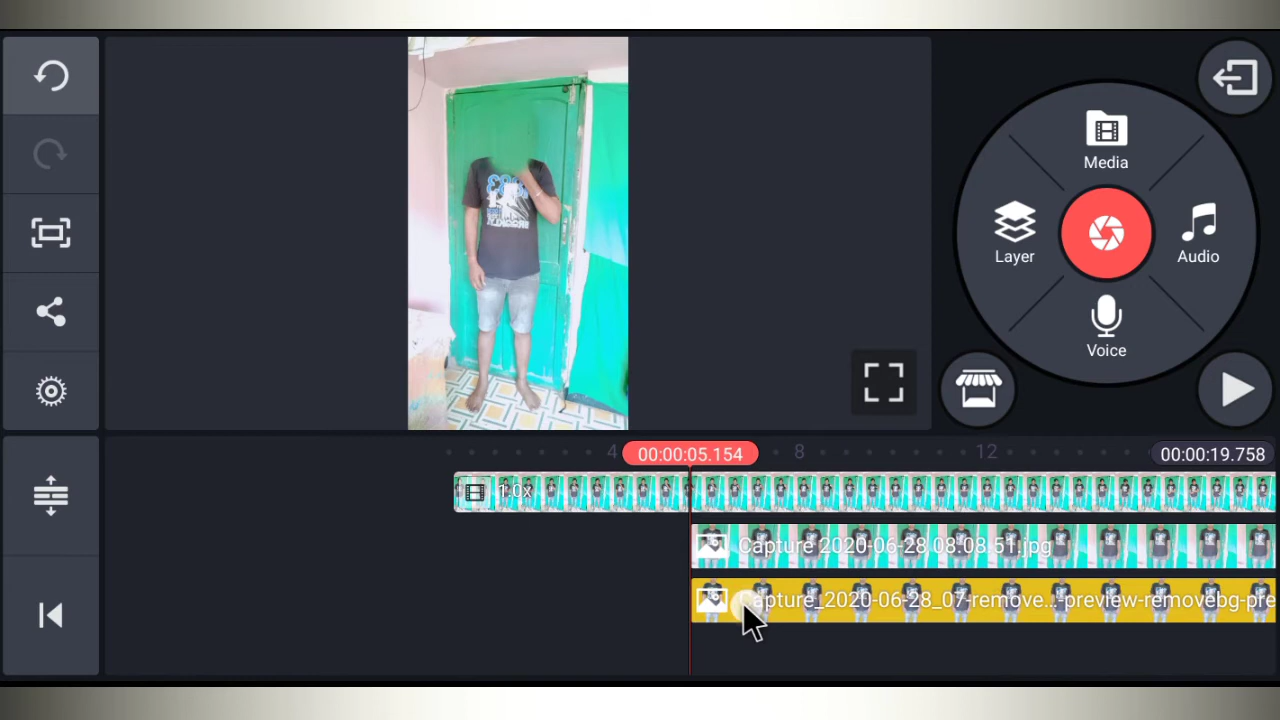 Media
Layer
Audio
Voice
4
00:00:05.154
8
12
00:00:19.758
1.0x
Capture 2020-06-28 08.08.51.jpg
Capture_2020-06-28_07-remove...-preview-removebg-pre